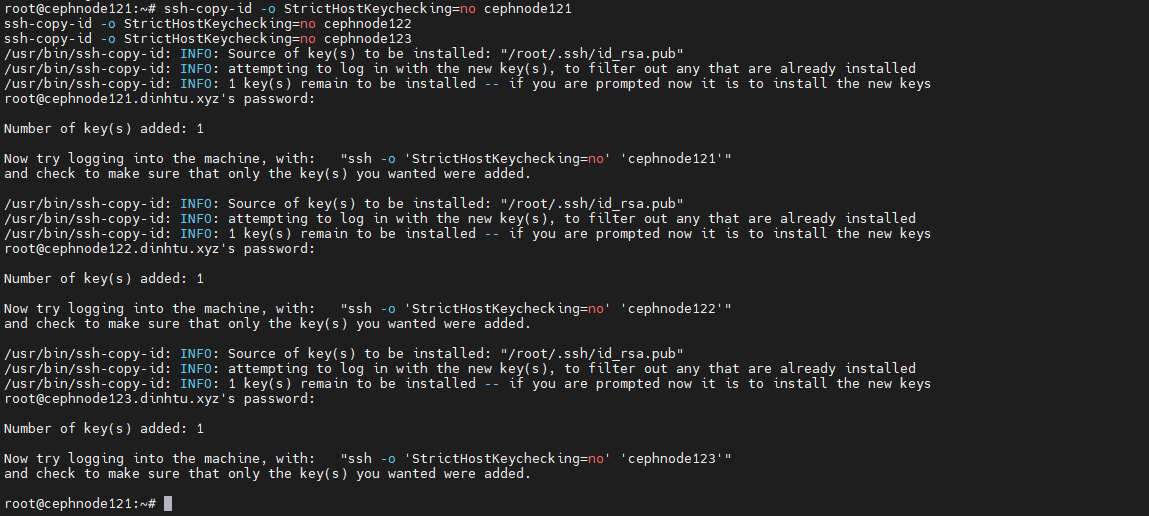 root@cephnode121:~# ssh-copy-id -o StrictHostKeychecking=no cephnode121
ssh-copy-id -o StrictHostKeychecking=no cephnode122
ssh-copy-id -o StrictHostKeychecking=no cephnode123
/usr/bin/ssh-copy-id: INFO: Source of key(s) to be installed: "/root/.ssh/id_rsa.pub"
/usr/bin/ssh-copy-id: INFO: attempting to log in with the new key(s), to filter out any that are already installed
/usr/bin/ssh-copy-id: INFO: 1 key(s) remain to be installed -- if you are prompted now it is to install the new keys
root@cephnode121.dinhtu.xyz's password:
Number of key(s) added: 1
Now try logging into the machine, with:   "ssh -o 'StrictHostKeychecking=no' 'cephnode121'"
and check to make sure that only the key(s) you wanted were added.
/usr/bin/ssh-copy-id: INFO: Source of key(s) to be installed: "/root/.ssh/id_rsa.pub"
/usr/bin/ssh-copy-id: INFO: attempting to log in with the new key(s), to filter out any that are already installed
/usr/bin/ssh-copy-id: INFO: 1 key(s) remain to be installed -- if you are prompted now it is to install the new keys
root@cephnode122.dinhtu.xyz's password:
Number of key(s) added: 1
Now try logging into the machine, with:   "ssh -o 'StrictHostKeychecking=no' 'cephnode122'"
and check to make sure that only the key(s) you wanted were added.
/usr/bin/ssh-copy-id: INFO: Source of key(s) to be installed: "/root/.ssh/id_rsa.pub"
/usr/bin/ssh-copy-id: INFO: attempting to log in with the new key(s), to filter out any that are already installed
/usr/bin/ssh-copy-id: INFO: 1 key(s) remain to be installed -- if you are prompted now it is to install the new keys
root@cephnode123.dinhtu.xyz's password:
Number of key(s) added: 1
Now try logging into the machine, with:   "ssh -o 'StrictHostKeychecking=no' 'cephnode123'"
and check to make sure that only the key(s) you wanted were added.
root@cephnode121:~#